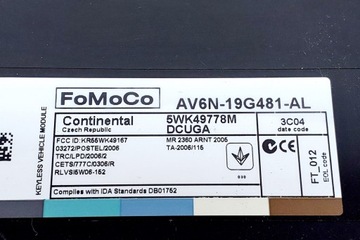 FoMoCo AV6N-19G481-AL
Continental 5WK49778M 3C04
Czech Republic DCUGA date code
FCC ID: KR55WK49167 MR 2360 ARNT 2005
03272/POSTEL/2006 TA-2006/115
TRC/LPD/2006/2
CETS/77C/0306/R
RLVSI5W06-152
Complies with IDA Standards DB01752
KEYLESS VEHICLE MODULE
FT_012
EOL code